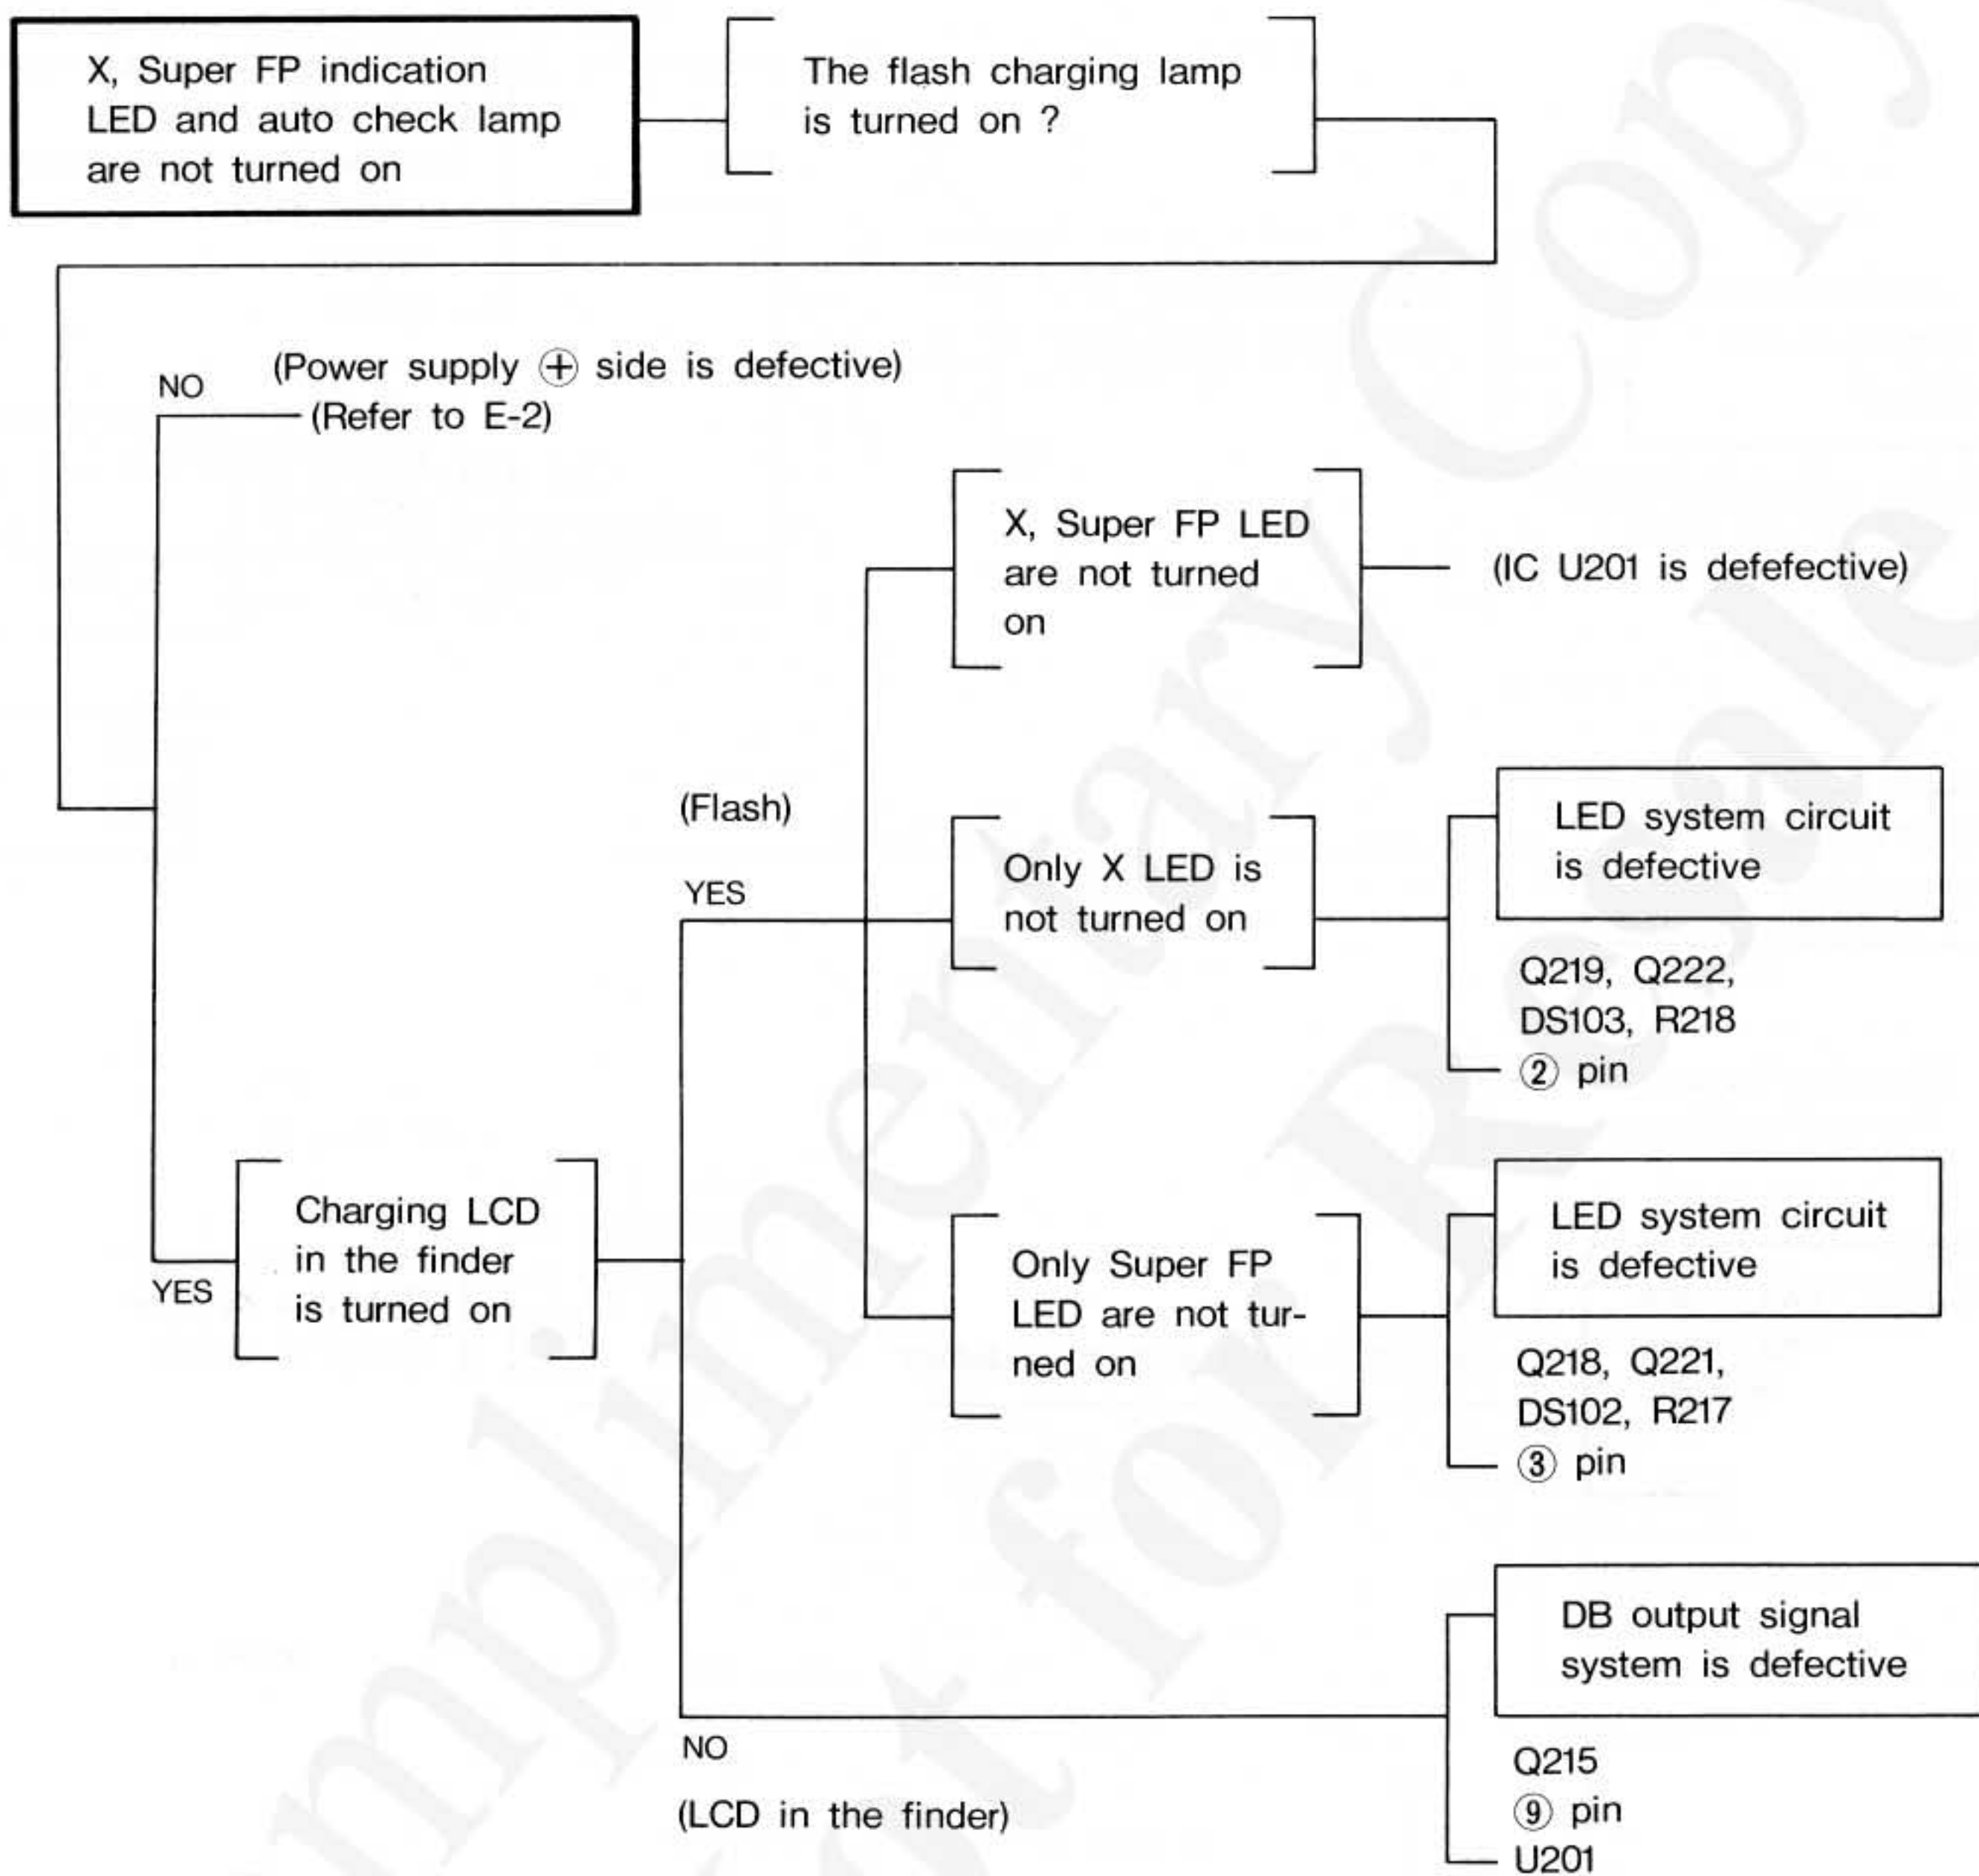 X, Super FP indication
LED and auto check lamp
are not turned on
The flash charging lamp
is turned on ?
NO
(Power supply ⊕ side is defective)
(Refer to E-2)
X, Super FP LED
are not turned
on
(IC U201 is defefective)
(Flash)
YES
Only X LED is
not turned on
LED system circuit
is defective
Q219, Q222,
DS103, R218
② pin
YES
Charging LCD
in the finder
is turned on
Only Super FP
LED are not tur-
ned on
LED system circuit
is defective
Q218, Q221,
DS102, R217
③ pin
NO
(LCD in the finder)
DB output signal
system is defective
Q215
⑨ pin
U201
Complimentary Copy
Not for Resale